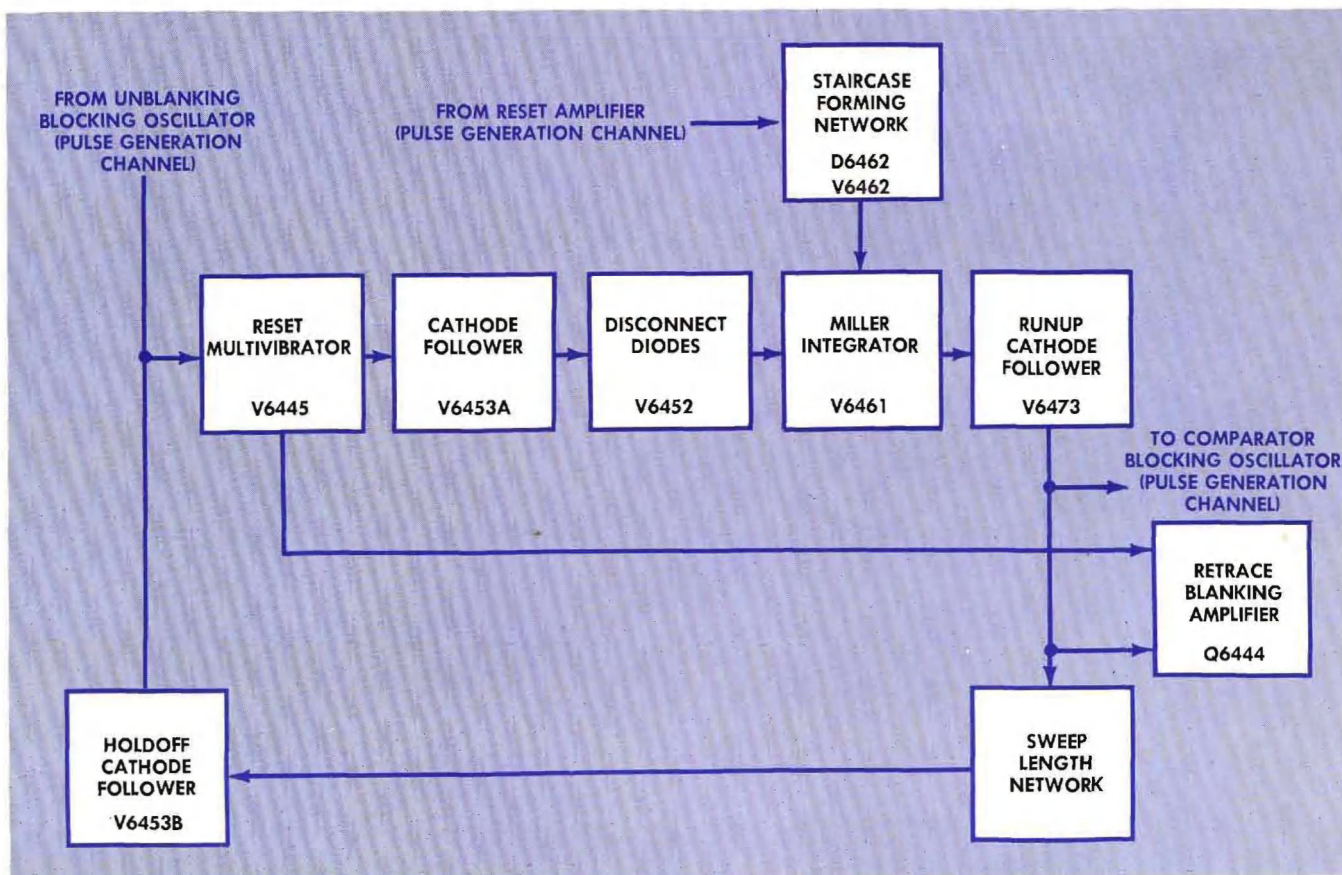 FROM UNBLANKING
BLOCKING OSCILLATOR
(PULSE GENERATION
CHANNEL)
FROM RESET AMPLIFIER
(PULSE GENERATION CHANNEL)
STAIRCASE
FORMING
NETWORK
D6462
V6462
RESET
MULTIVIBRATOR
V6445
CATHODE
FOLLOWER
V6453A
DISCONNECT
DIODES
V6452
MILLER
INTEGRATOR
V6461
RUNUP
CATHODE
FOLLOWER
V6473
TO COMPARATOR
BLOCKING OSCILLATOR
(PULSE GENERATION
CHANNEL)
RETRACE
BLANKING
AMPLIFIER
Q6444
HOLDOFF
CATHODE
FOLLOWER
V6453B
SWEEP
LENGTH
NETWORK